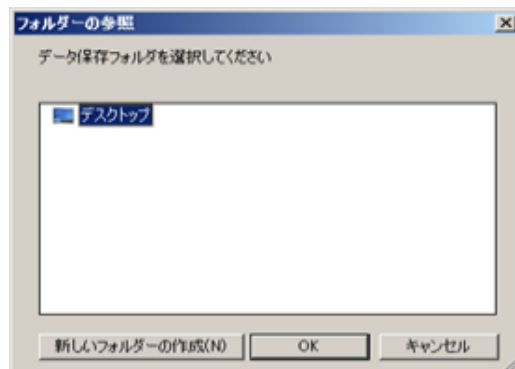 フォルダーの参照
データ保存フォルダを選択してください
デスクトップ
新しいフォルダーの作成(N)
OK
キャンセル